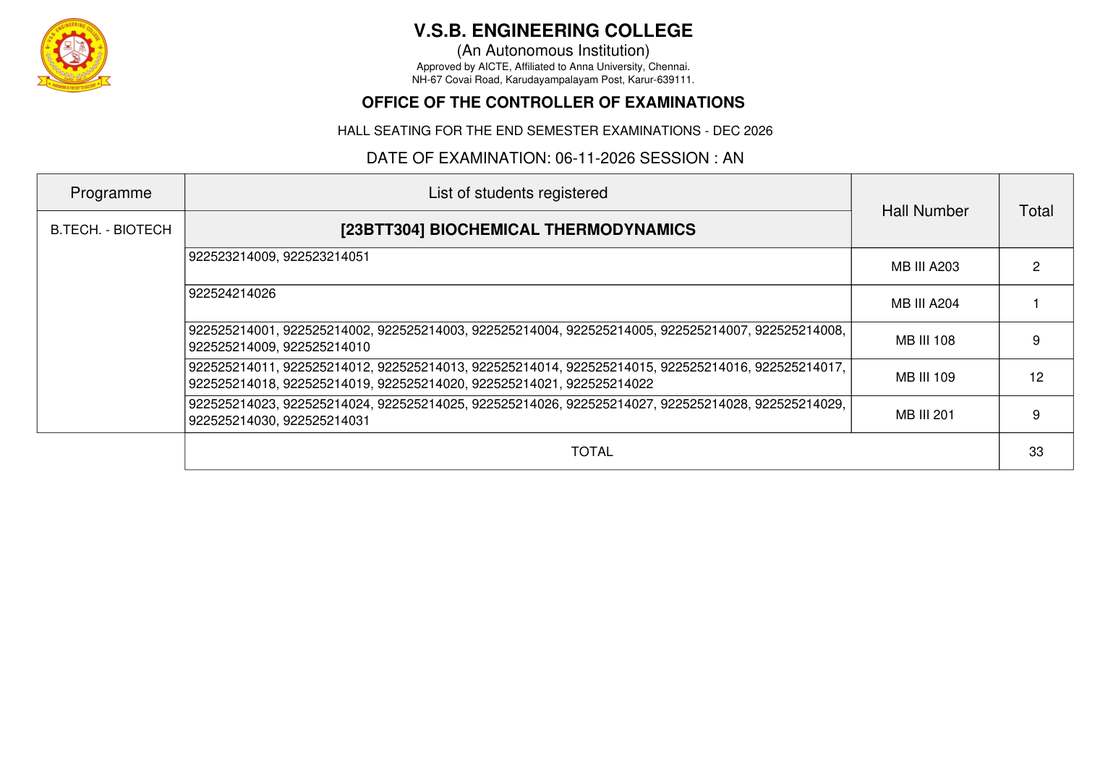 V.S.B. ENGINEERING COLLEGE
(An Autonomous Institution)
Approved by AICTE, Affiliated to Anna University, Chennai.
NH-67 Covai Road, Karudayampalayam Post, Karur-639111.
OFFICE OF THE CONTROLLER OF EXAMINATIONS
HALL SEATING FOR THE END SEMESTER EXAMINATIONS - DEC 2026
DATE OF EXAMINATION: 06-11-2026 SESSION : AN
Programme List of students registered Hall Number Total
B.TECH. - BIOTECH [23BTT304] BIOCHEMICAL THERMODYNAMICS
922523214009, 922523214051 MB III A203 2
922524214026 MB III A204 1
922525214001, 922525214002, 922525214003, 922525214004, 922525214005, 922525214007, 922525214008,
922525214009, 922525214010 MB III 108 9
922525214011, 922525214012, 922525214013, 922525214014, 922525214015, 922525214016, 922525214017,
922525214018, 922525214019, 922525214020, 922525214021, 922525214022 MB III 109 12
922525214023, 922525214024, 922525214025, 922525214026, 922525214027, 922525214028, 922525214029,
922525214030, 922525214031 MB III 201 9
TOTAL 33